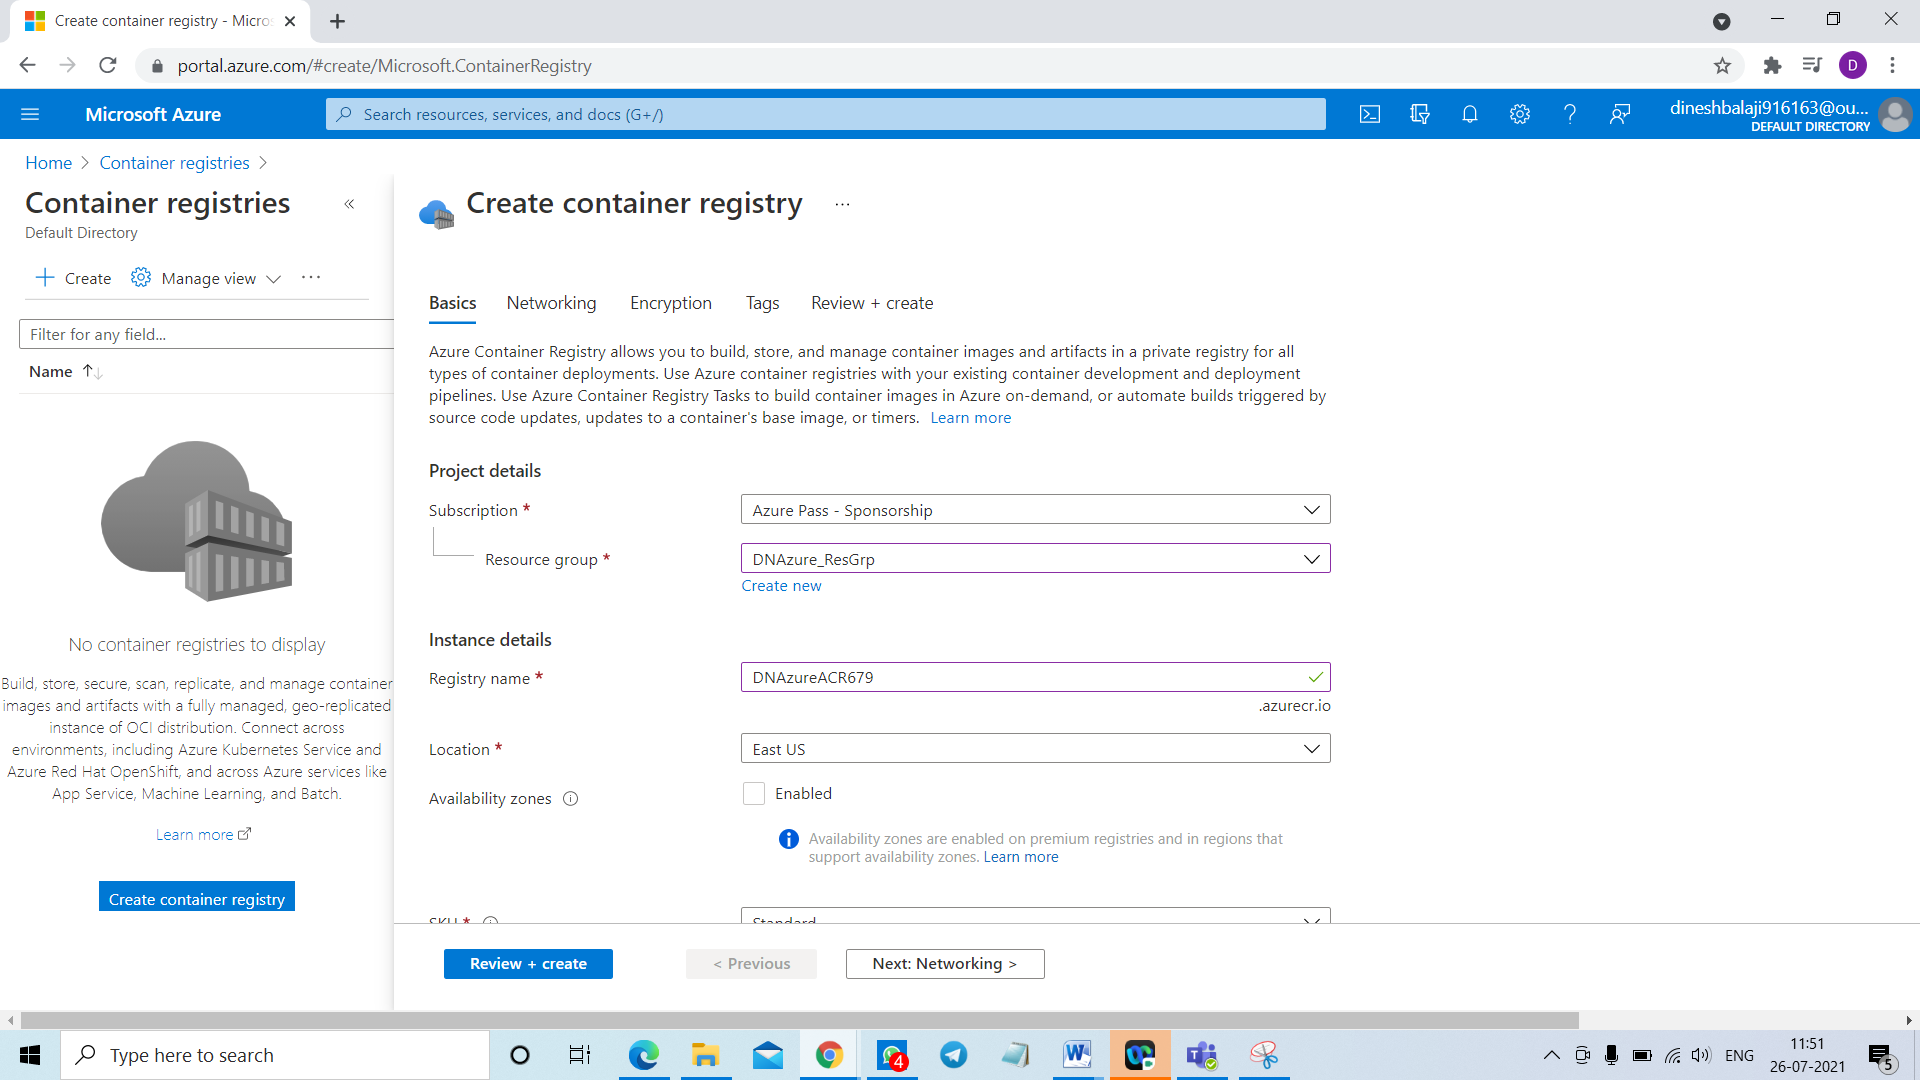 Create container registry - Micros
portal.azure.com/#create/Microsoft.ContainerRegistry
D
Microsoft Azure
Search resources, services, and docs (G+/)
dineshbalaji916163@ou...
DEFAULT DIRECTORY
Home > Container registries >
Container registries
Default Directory
Create
Manage view
Filter for any field...
Name
No container registries to display
Build, store, secure, scan, replicate, and manage container
images and artifacts with a fully managed, geo-replicated
instance of OCI distribution. Connect across
environments, including Azure Kubernetes Service and
Azure Red Hat OpenShift, and across Azure services like
App Service, Machine Learning, and Batch.
Learn more
Create container registry
Create container registry ...
Basics Networking Encryption Tags Review + create
Azure Container Registry allows you to build, store, and manage container images and artifacts in a private registry for all
types of container deployments. Use Azure container registries with your existing container development and deployment
pipelines. Use Azure Container Registry Tasks to build container images in Azure on-demand, or automate builds triggered by
source code updates, updates to a container's base image, or timers. Learn more
Project details
Subscription * Azure Pass - Sponsorship
Resource group * DNAzure_ResGrp
Create new
Instance details
Registry name * DNAzureACR679
.azurecr.io
Location * East US
Availability zones Enabled
Availability zones are enabled on premium registries and in regions that
support availability zones. Learn more
SKU * Standard
Review + create < Previous Next: Networking >
Type here to search
4
ENG
11:51
26-07-2021
5